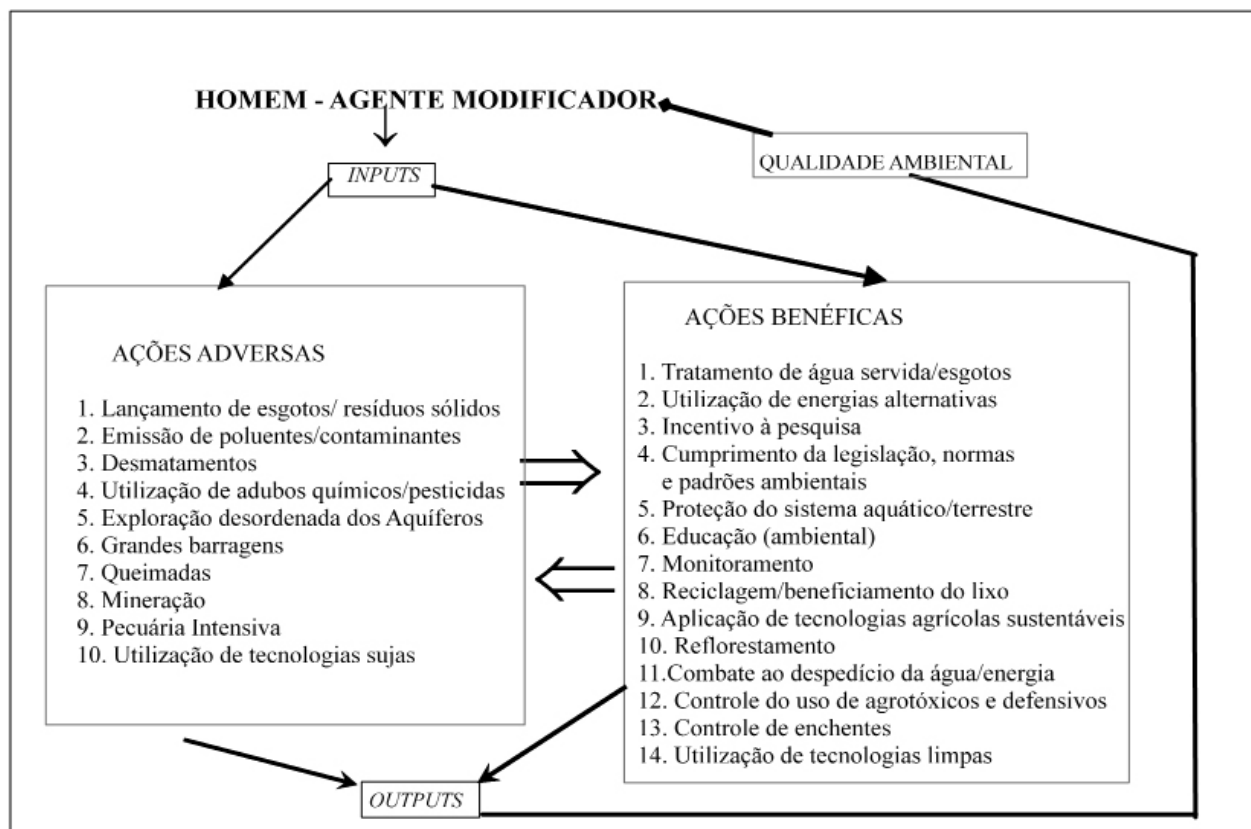 HOMEM - AGENTE MODIFICADOR
QUALIDADE AMBIENTAL
INPUTS
AÇÕES ADVERSAS
1. Lançamento de esgotos/ resíduos sólidos
2. Emissão de poluentes/contaminantes
3. Desmatamentos
4. Utilização de adubos químicos/pesticidas
5. Exploração desordenada dos Aquíferos
6. Grandes barragens
7. Queimadas
8. Mineração
9. Pecuária Intensiva
10. Utilização de tecnologias sujas
AÇÕES BENÉFICAS
1. Tratamento de água servida/esgotos
2. Utilização de energias alternativas
3. Incentivo à pesquisa
4. Cumprimento da legislação, normas
e padrões ambientais
5. Proteção do sistema aquático/terrestre
6. Educação (ambiental)
7. Monitoramento
8. Reciclagem/beneficiamento do lixo
9. Aplicação de tecnologias agrícolas sustentáveis
10. Reflorestamento
11.Combate ao despedício da água/energia
12. Controle do uso de agrotóxicos e defensivos
13. Controle de enchentes
14. Utilização de tecnologias limpas
OUTPUTS